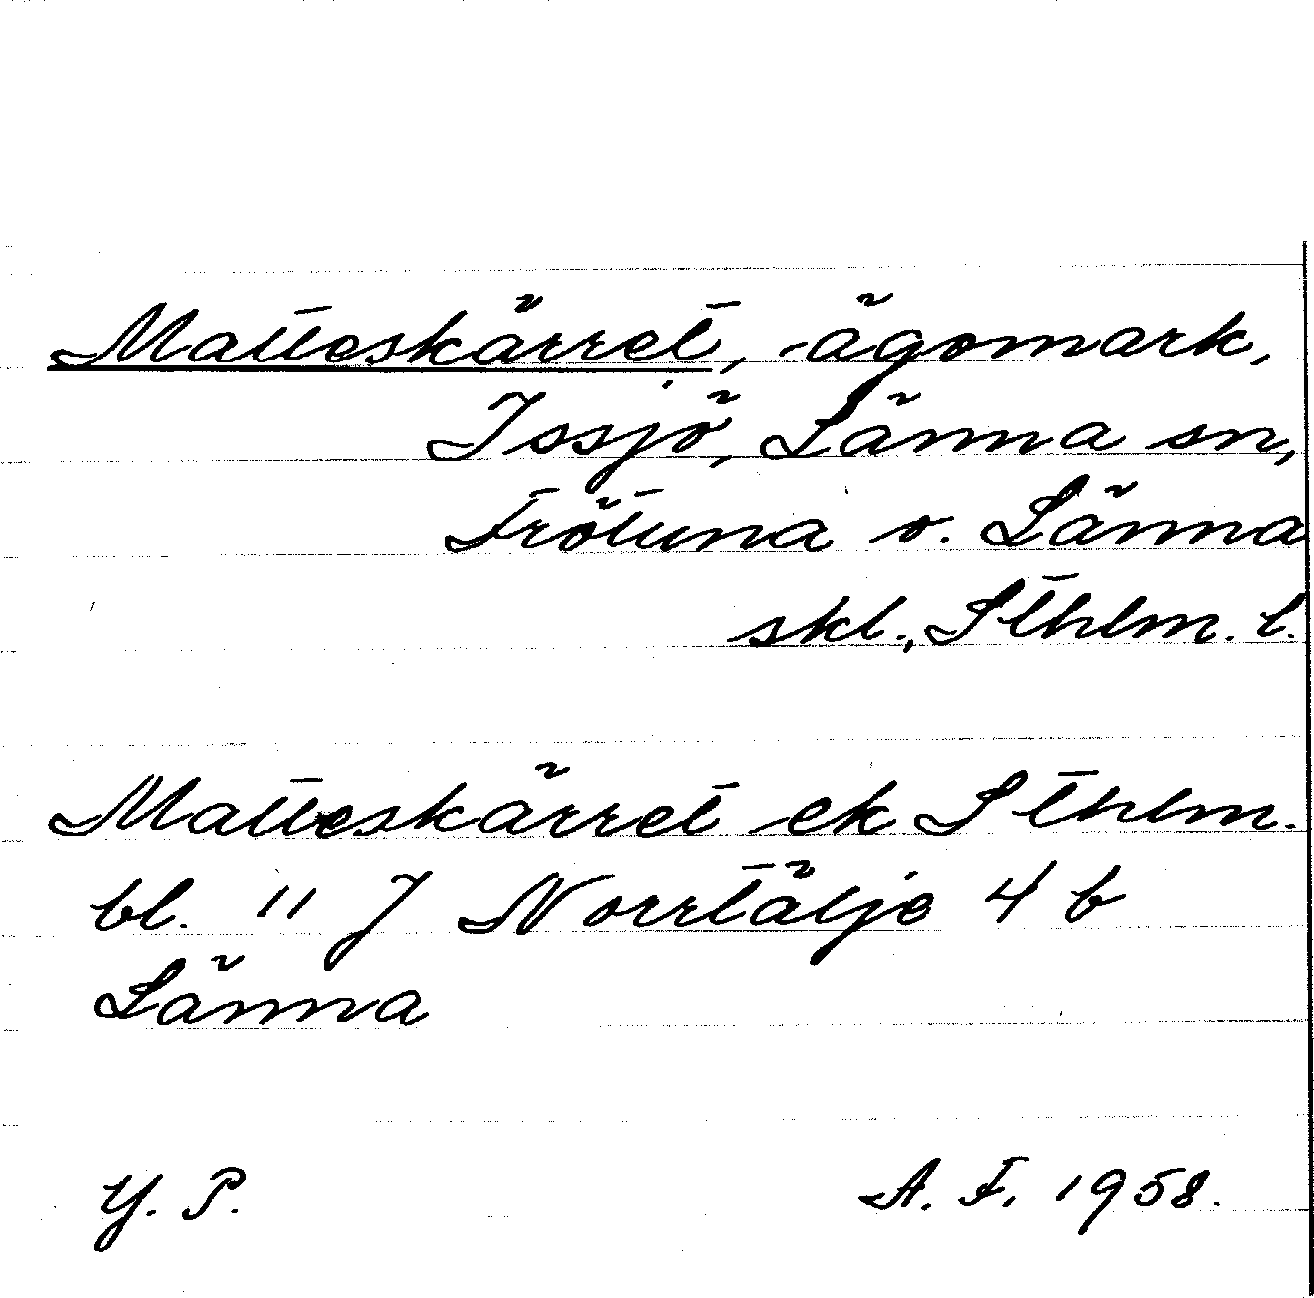 Matteskärret, -ägomark,
Issjö, Länna sn,
Frötuna o. Länna
skl., Sthlm. l.
Matteskärret ek Sthlm.
bl. 11 J Norrtälje 4 b
Länna
Y. P. A. F. 1958.